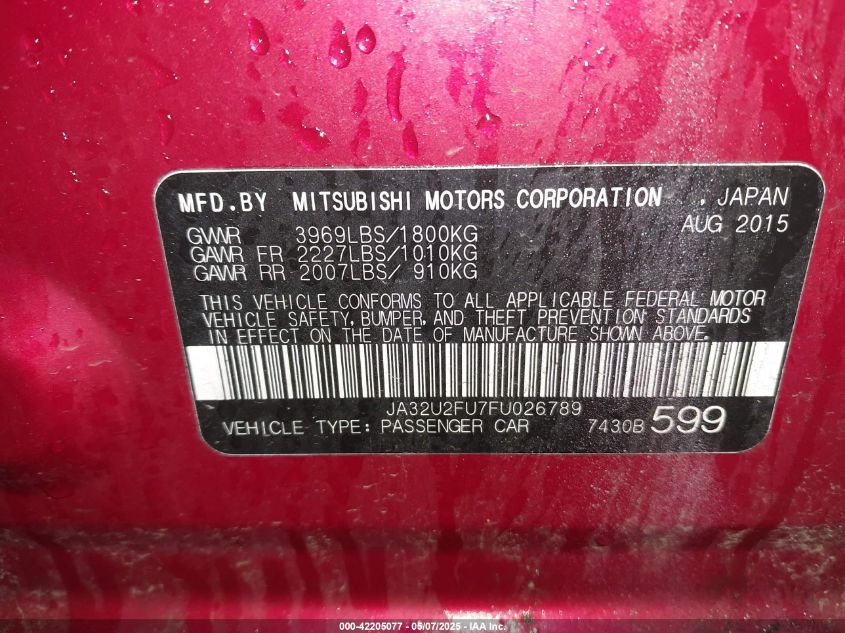 MFD.BY MITSUBISHI MOTORS CORPORATION , JAPAN
AUG 2015
GVWR 3969LBS/1800KG
GAWR FR 2227LBS/1010KG
GAWR RR 2007LBS/ 910KG
THIS VEHICLE CONFORMS TO ALL APPLICABLE FEDERAL MOTOR
VEHICLE SAFETY, BUMPER, AND THEFT PREVENTION STANDARDS
IN EFFECT ON THE DATE OF MANUFACTURE SHOWN ABOVE.
JA32U2FU7FU026789
VEHICLE TYPE: PASSENGER CAR 7430B 599
000-42205077 - 05/07/2025 - IAA Inc.